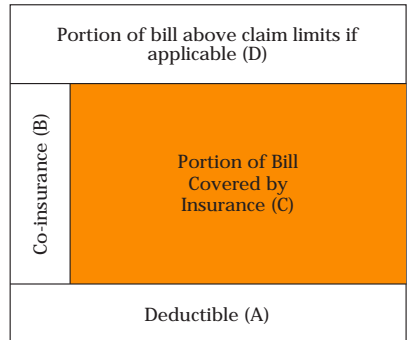 Portion of bill above claim limits if
applicable (D)
Co-insurance (B)
Portion of Bill
Covered by
Insurance (C)
Deductible (A)